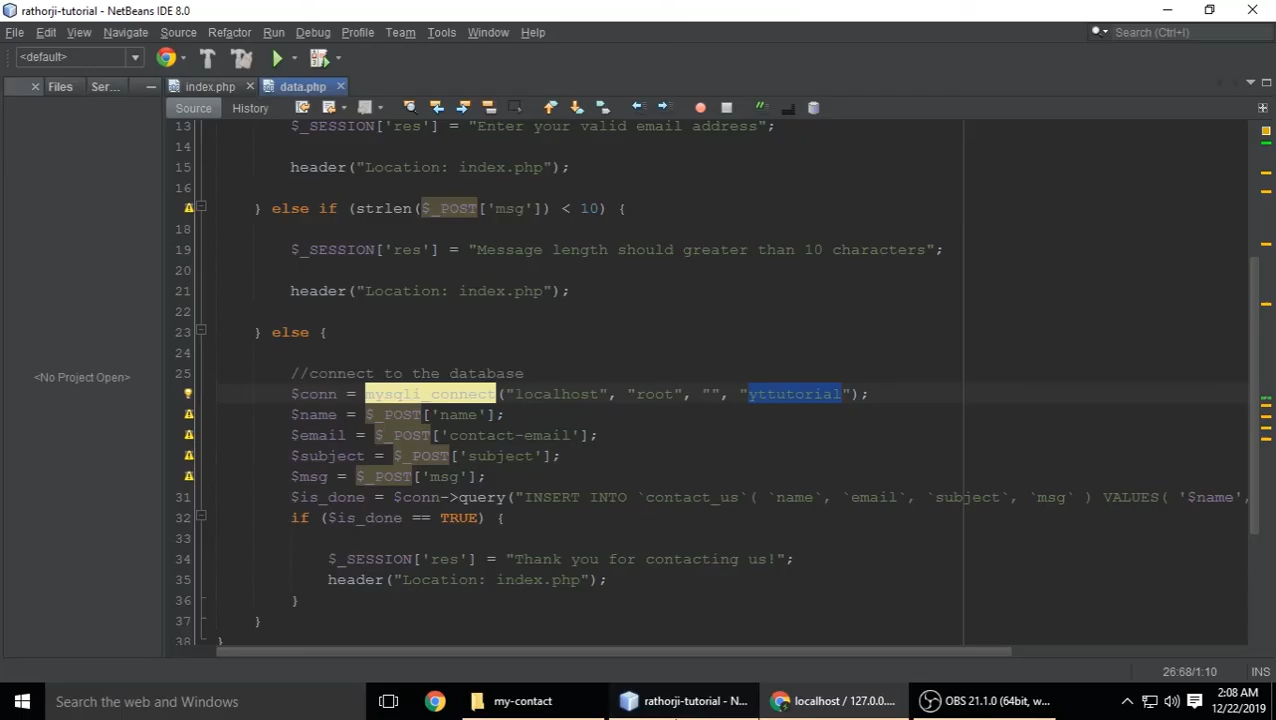 rathorji-tutorial - NetBeans IDE 8.0
File Edit View Navigate Source Refactor Run Debug Profile Team Tools Window Help
Search (Ctrl+I)
<default>
Files Ser... index.php data.php
Source History
<No Project Open>
13 $_SESSION['res'] = "Enter your valid email address";
14
15 header("Location: index.php");
16
} else if (strlen($_POST['msg']) < 10) {
18
19 $_SESSION['res'] = "Message length should greater than 10 characters";
20
21 header("Location: index.php");
22
23 } else {
24
25 //connect to the database
$conn = mysqli_connect("localhost", "root", "", "yttutorial");
$name = $_POST['name'];
$email = $_POST['contact-email'];
$subject = $_POST['subject'];
$msg = $_POST['msg'];
31 $is_done = $conn->query("INSERT INTO `contact_us`( `name`, `email`, `subject`, `msg` ) VALUES( '$name',
32 if ($is_done == TRUE) {
33
34 $_SESSION['res'] = "Thank you for contacting us!";
35 header("Location: index.php");
36 }
37 }
38 }
26:68/1:10 INS
Search the web and Windows
my-contact
rathorji-tutorial - N...
localhost / 127.0.0....
OBS 21.1.0 (64bit, w...
2:08 AM
12/22/2019